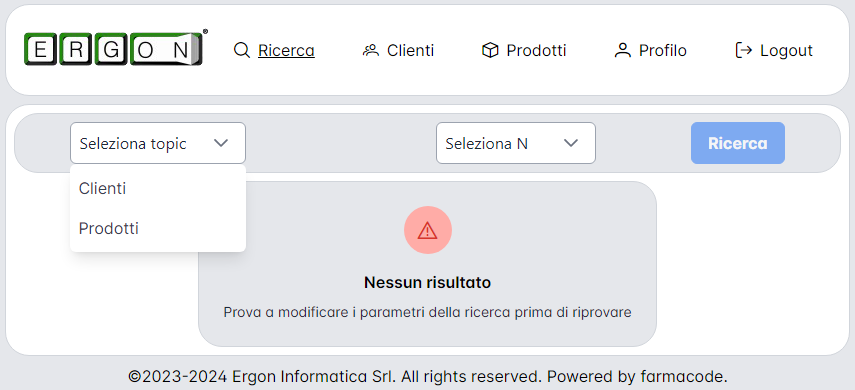 ERGON® Ricerca Clienti Prodotti Profilo Logout
Seleziona topic Seleziona N Ricerca
Clienti
Prodotti
Nessun risultato
Prova a modificare i parametri della ricerca prima di riprovare
©2023-2024 Ergon Informatica Srl. All rights reserved. Powered by farmacode.